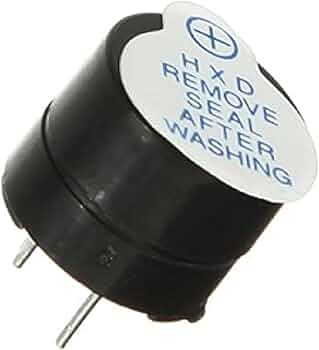 +
H X D
REMOVE
SEAL
AFTER
WASHING